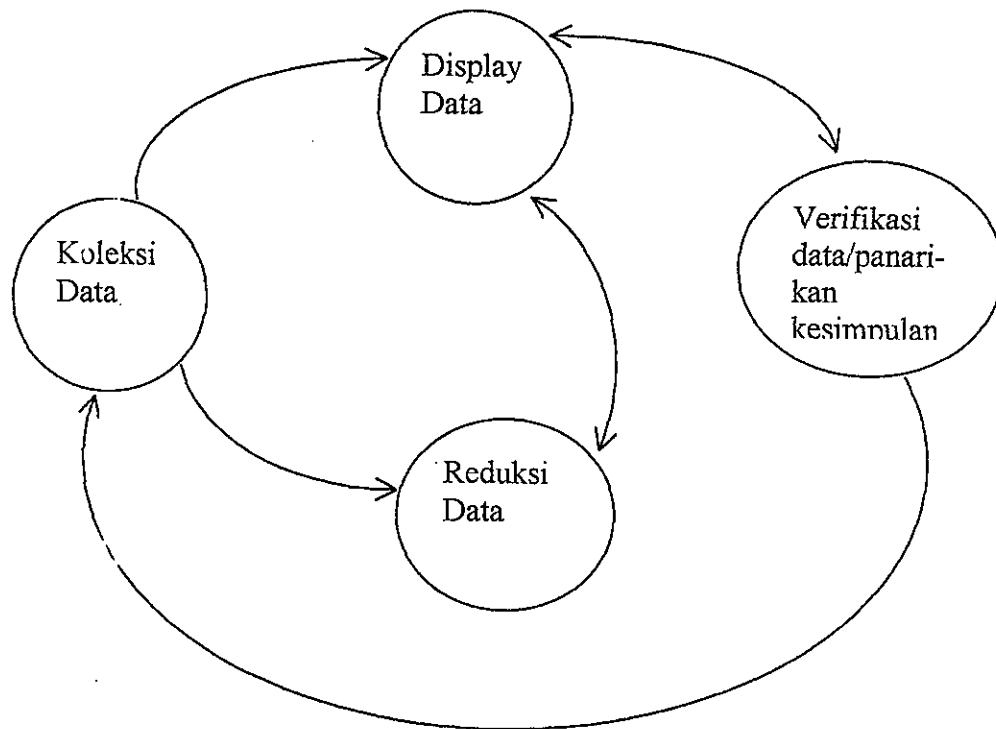 Display
Data
Koleksi
Data
Verifikasi
data/panari-
kan
kesimpulan
Reduksi
Data